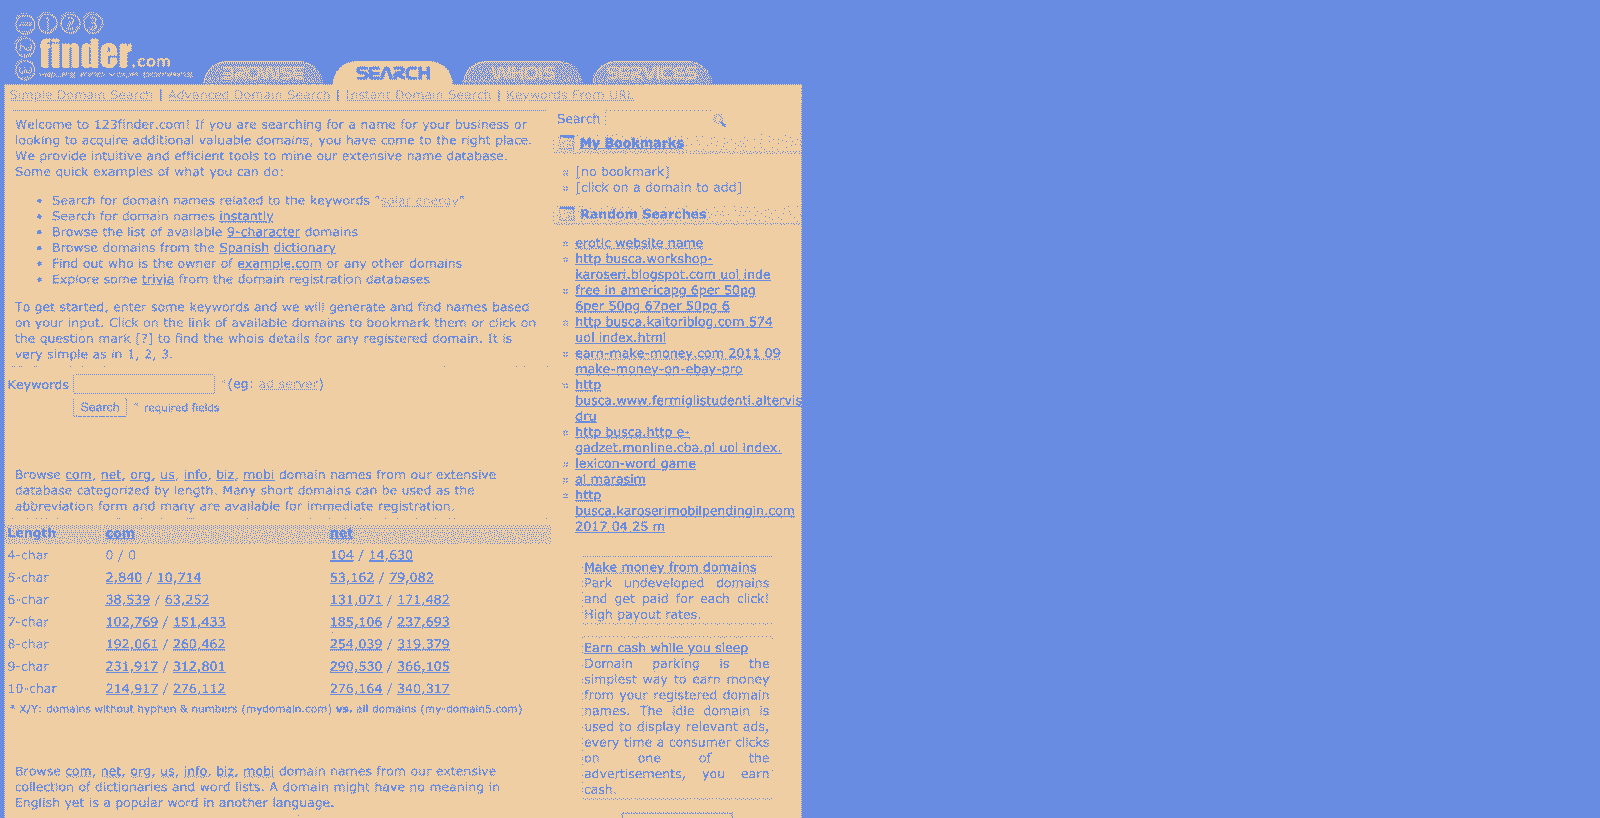 finder.com
BROWSE
SEARCH
WHOIS
SERVICES
Simple Domain Search | Advanced Domain Search | Instant Domain Search | Keywords From URL
Welcome to 123finder.com! If you are searching for a name for your business or
looking to acquire additional valuable domains, you have come to the right place.
We provide intuitive and efficient tools to mine our extensive name database.
Some quick examples of what you can do:
Search for domain names related to the keywords "solar energy"
Search for domain names instantly
Browse the list of available 9-character domains
Browse domains from the Spanish dictionary
Find out who is the owner of example.com or any other domains
Explore some trivia from the domain registration databases
To get started, enter some keywords and we will generate and find names based
on your input. Click on the link of available domains to bookmark them or click on
the question mark [?] to find the whois details for any registered domain. It is
very simple as in 1, 2, 3.
Keywords *(eg: ad server)
Search * required fields
Browse com, net, org, us, info, biz, mobi domain names from our extensive
database categorized by length. Many short domains can be used as the
abbreviation form and many are available for immediate registration.
Length com net
4-char 0 / 0 104 / 14,630
5-char 2,840 / 10,714 53,162 / 79,082
6-char 38,539 / 63,252 131,071 / 171,482
7-char 102,769 / 151,433 185,106 / 237,693
8-char 192,061 / 260,462 254,039 / 319,379
9-char 231,917 / 312,801 290,530 / 366,105
10-char 214,917 / 276,112 276,164 / 340,317
* X/Y: domains without hyphen & numbers (mydomain.com) vs. all domains (my-domain5.com)
Browse com, net, org, us, info, biz, mobi domain names from our extensive
collection of dictionaries and word lists. A domain might have no meaning in
English yet is a popular word in another language.
Search
My Bookmarks
[no bookmark]
[click on a domain to add]
Random Searches
erotic website name
http busca.workshop-
karoseri.blogspot.com uol inde
free in americapg 6per 50pg
6per 50pg 67per 50pg 6
http busca.kaitoriblog.com 574
uol index.html
earn-make-money.com 2011 09
make-money-on-ebay-pro
http
busca.www.fermiglistudenti.altervis
dru
http busca.http e-
gadzet.monline.cba.pl uol index.
lexicon-word game
al marasim
http
busca.karoserimobilpendingin.com
2017 04 25 m
Make money from domains
Park undeveloped domains
and get paid for each click!
High payout rates.
Earn cash while you sleep
Domain parking is the
simplest way to earn money
from your registered domain
names. The idle domain is
used to display relevant ads,
every time a consumer clicks
on one of the
advertisements, you earn
cash.